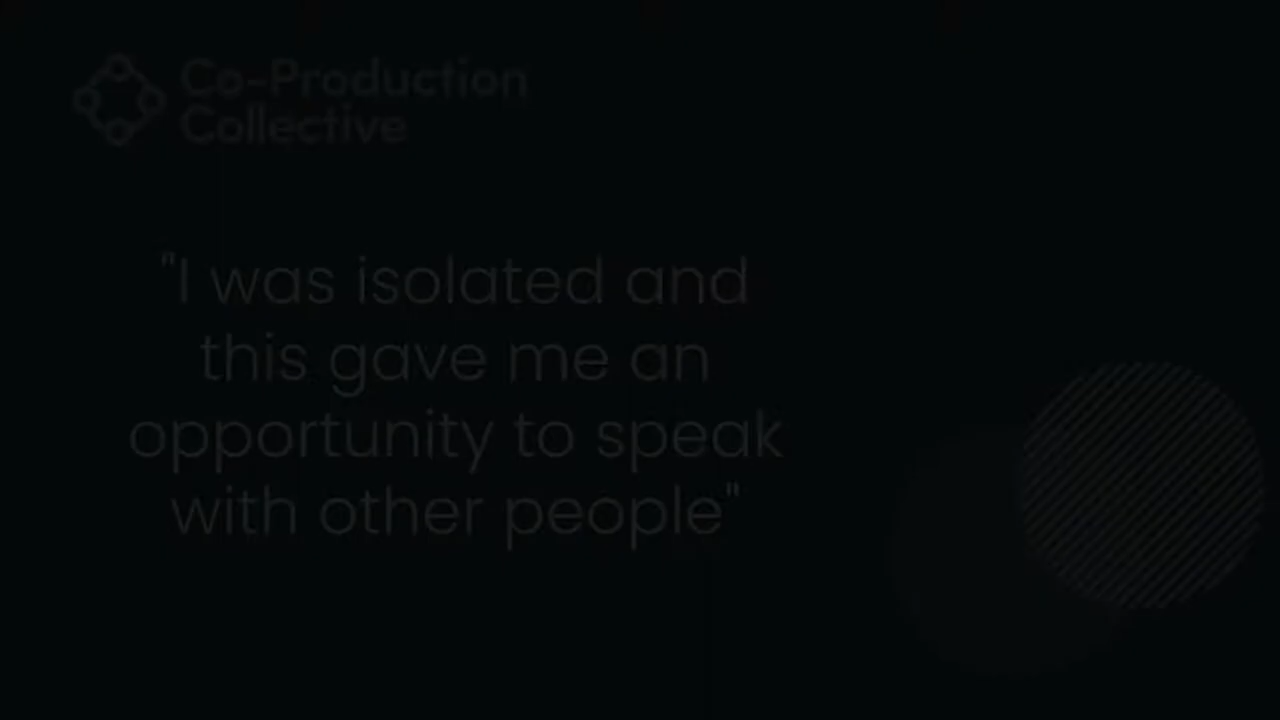 Co-Production
Collective
"I was isolated and
this gave me an
opportunity to speak
with other people"